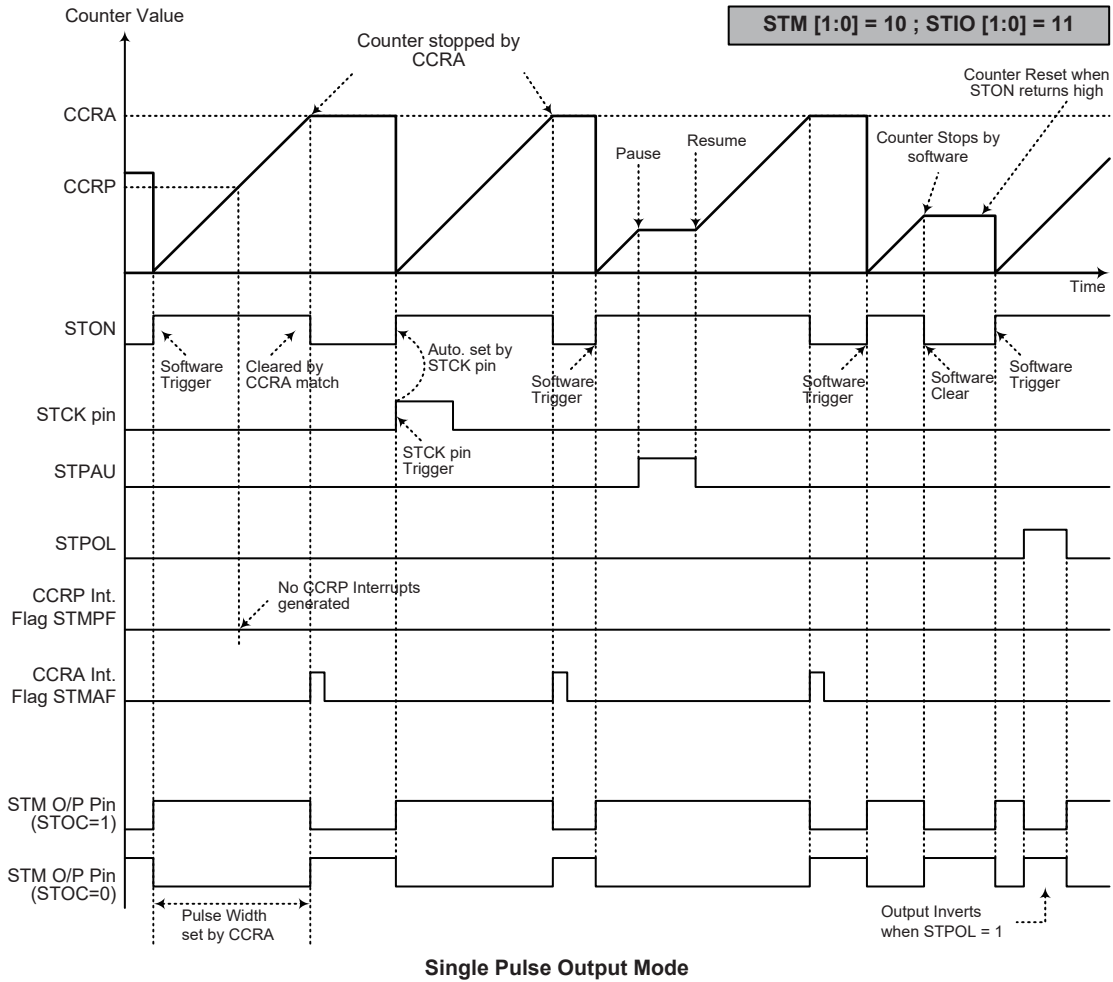 Counter Value
STM [1:0] = 10 ; STIO [1:0] = 11
Counter stopped by
CCRA
Counter Reset when
STON returns high
CCRA
Pause
Resume
Counter Stops by
software
CCRP
Time
STON
Software
Trigger
Cleared by
CCRA match
Auto. set by
STCK pin
Software
Trigger
Software
Trigger
Software
Clear
Software
Trigger
STCK pin
STCK pin
Trigger
STPAU
STPOL
No CCRP Interrupts
generated
CCRP Int.
Flag STMPF
CCRA Int.
Flag STMAF
STM O/P Pin
(STOC=1)
STM O/P Pin
(STOC=0)
Pulse Width
set by CCRA
Output Inverts
when STPOL = 1
Single Pulse Output Mode